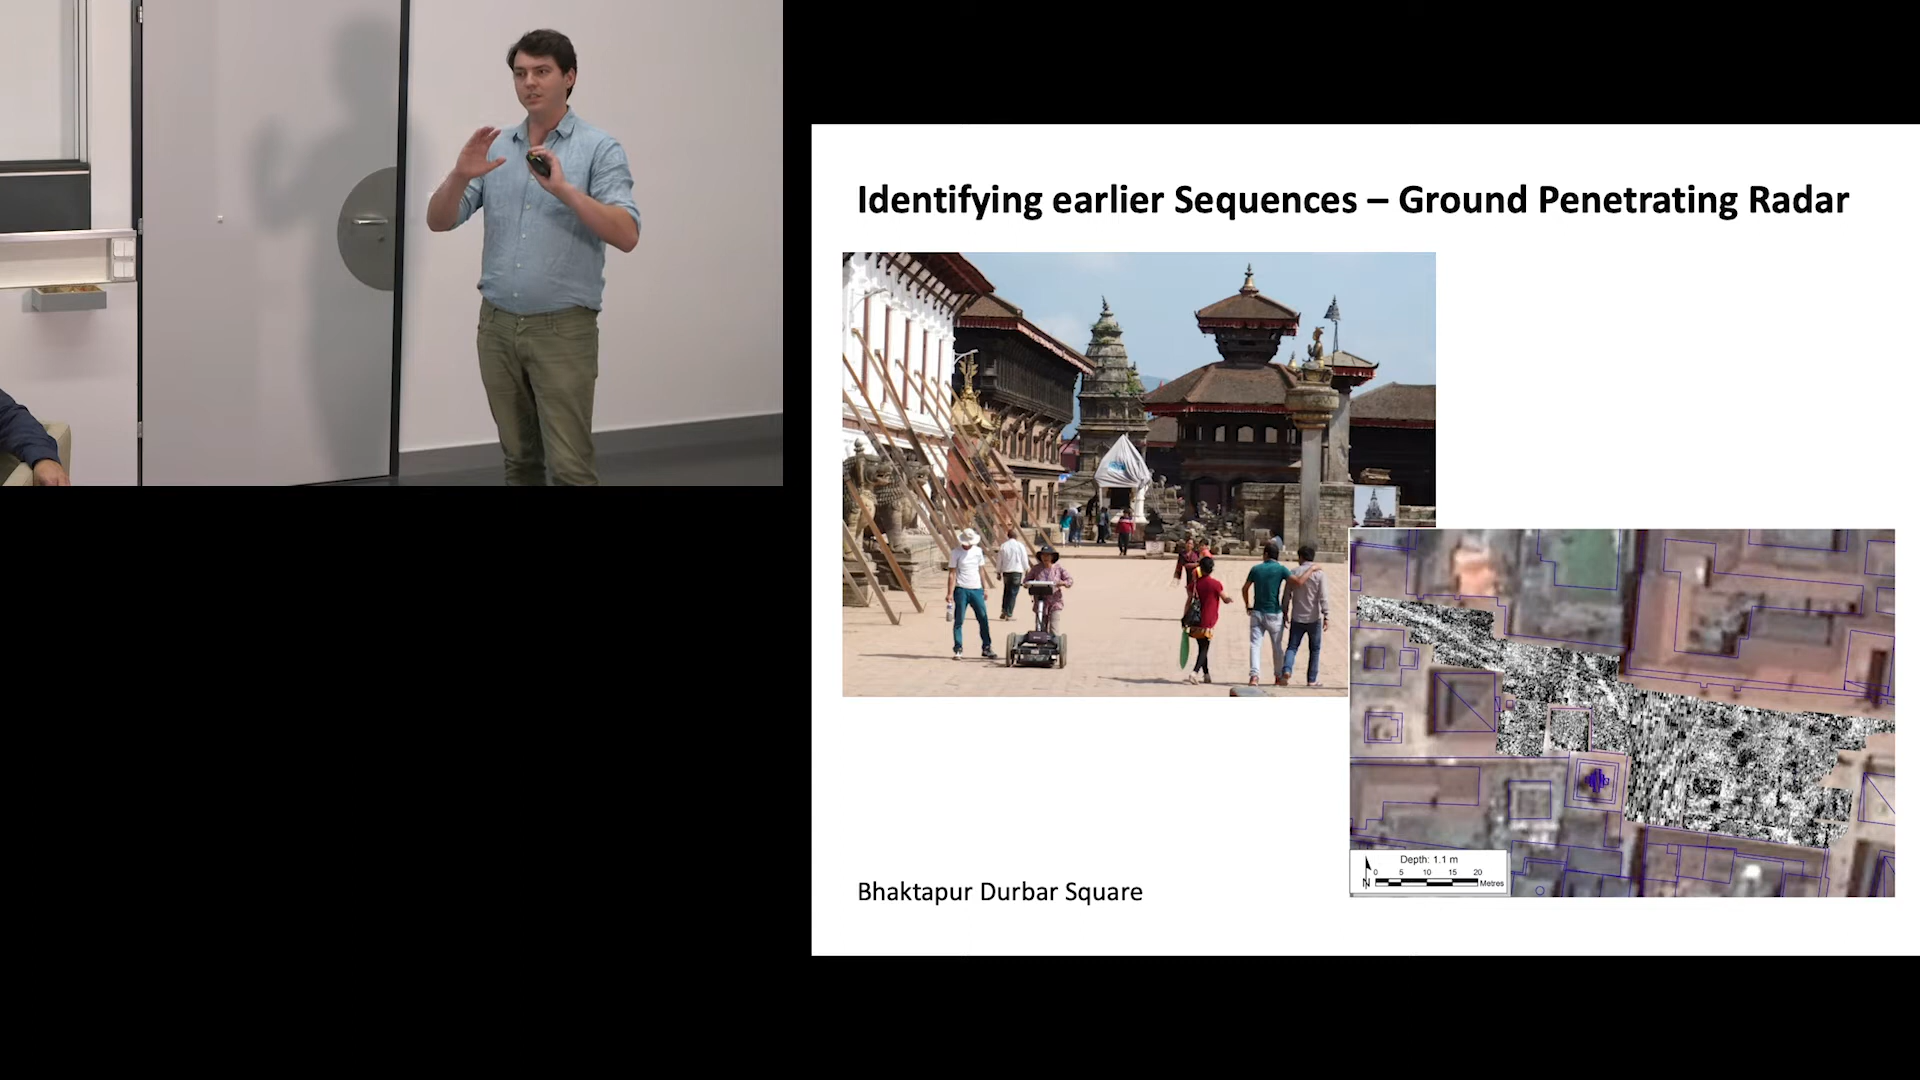 Identifying earlier Sequences – Ground Penetrating Radar
Depth: 1.1 m
N
0 5 10 15 20
Metres
Bhaktapur Durbar Square